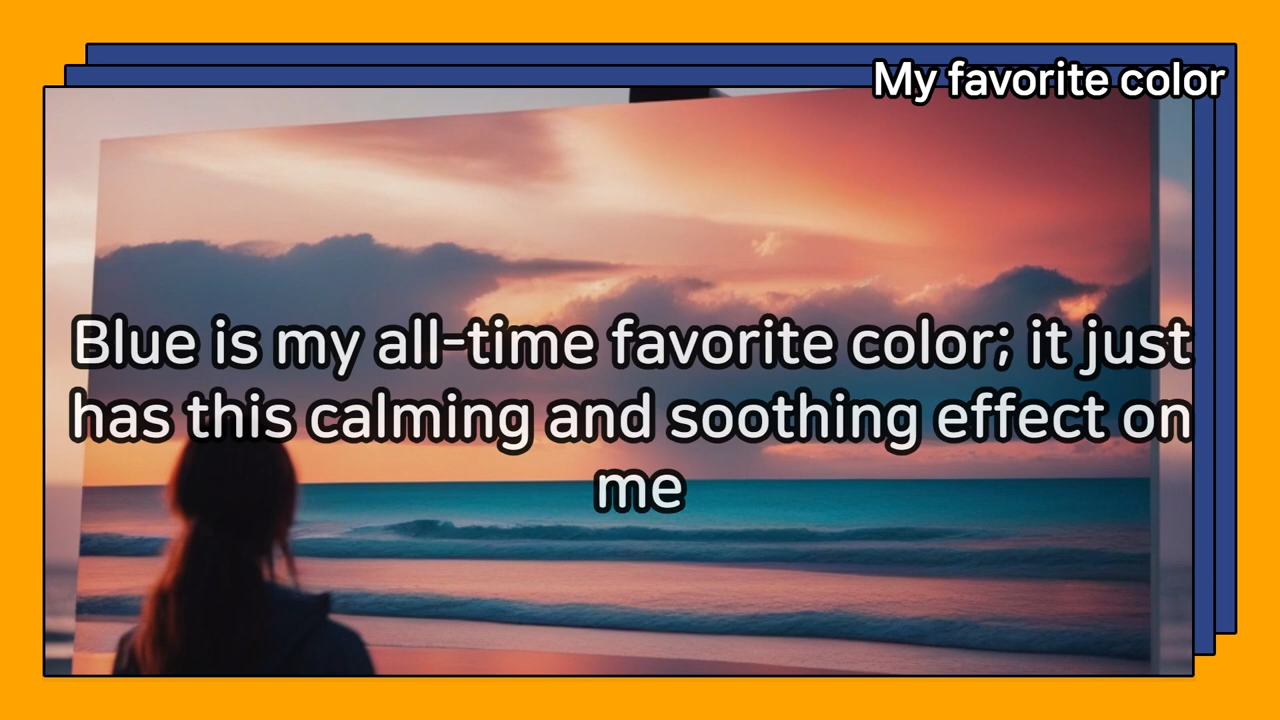 My favorite color
Blue is my all-time favorite color; it just
has this calming and soothing effect on
me